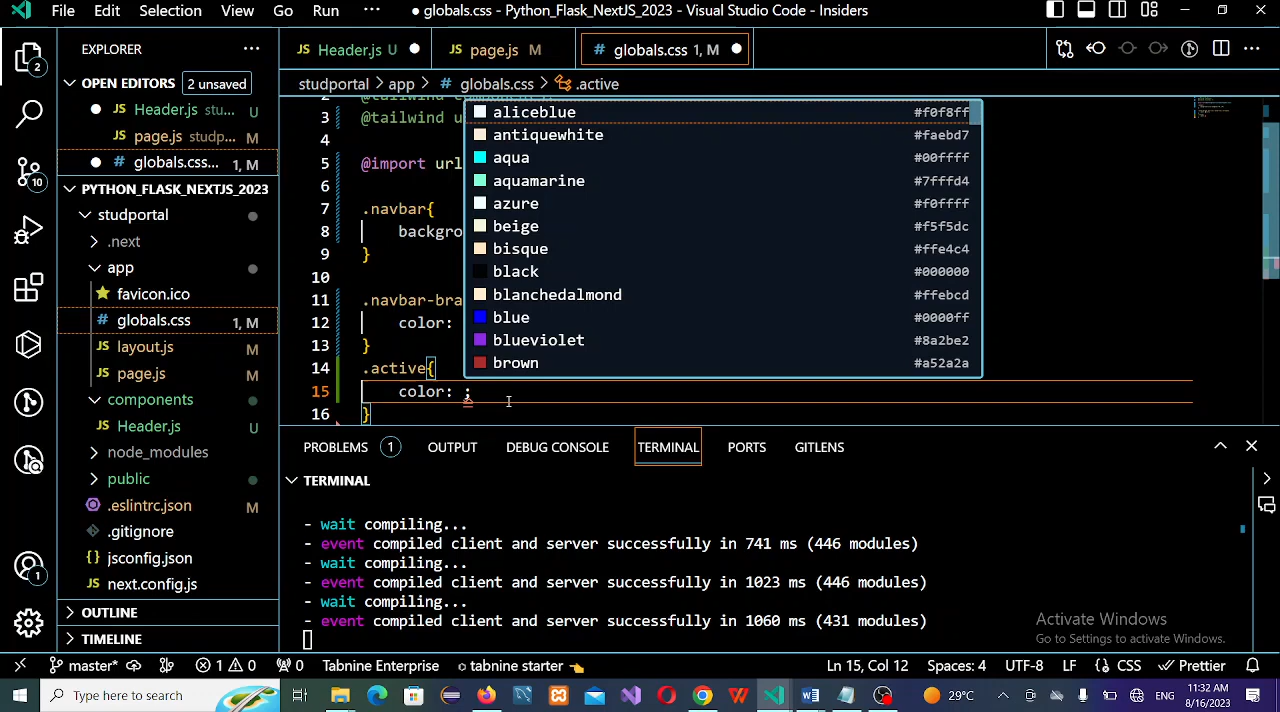 File Edit Selection View Go Run ··· ● globals.css - Python_Flask_NextJS_2023 - Visual Studio Code - Insiders
EXPLORER ···
JS Header.js U ● JS page.js M # globals.css 1, M ●
studportal > app > # globals.css > .active
OPEN EDITORS 2 unsaved
● JS Header.js stu... U
JS page.js studp... M
● # globals.css... 1, M
PYTHON_FLASK_NEXTJS_2023
studportal
.next
app
favicon.ico
# globals.css 1, M
JS layout.js M
JS page.js M
components
JS Header.js U
node_modules
public
.eslintrc.json M
.gitignore
{} jsconfig.json
JS next.config.js
OUTLINE
TIMELINE
2
10
1
3 @tailwind u
4
5 @import url
6
7 .navbar{
8 backgro
9 }
10
11 .navbar-bra
12 color:
13 }
14 .active{
15 color: ;
16 }
aliceblue #f0f8ff
antiquewhite #faebd7
aqua #00ffff
aquamarine #7fffd4
azure #f0ffff
beige #f5f5dc
bisque #ffe4c4
black #000000
blanchedalmond #ffebcd
blue #0000ff
blueviolet #8a2be2
brown #a52a2a
PROBLEMS 1 OUTPUT DEBUG CONSOLE TERMINAL PORTS GITLENS
TERMINAL
- wait compiling...
- event compiled client and server successfully in 741 ms (446 modules)
- wait compiling...
- event compiled client and server successfully in 1023 ms (446 modules)
- wait compiling...
- event compiled client and server successfully in 1060 ms (431 modules)
Activate Windows
Go to Settings to activate Windows.
master* 1 0 0 Tabnine Enterprise tabnine starter Ln 15, Col 12 Spaces: 4 UTF-8 LF {} CSS Prettier
Type here to search 29°C ENG 11:32 AM
8/16/2023